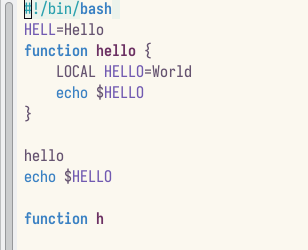 #!/bin/bash
HELL=Hello
function hello {
    LOCAL HELLO=World
    echo $HELLO
}

hello
echo $HELLO

function h